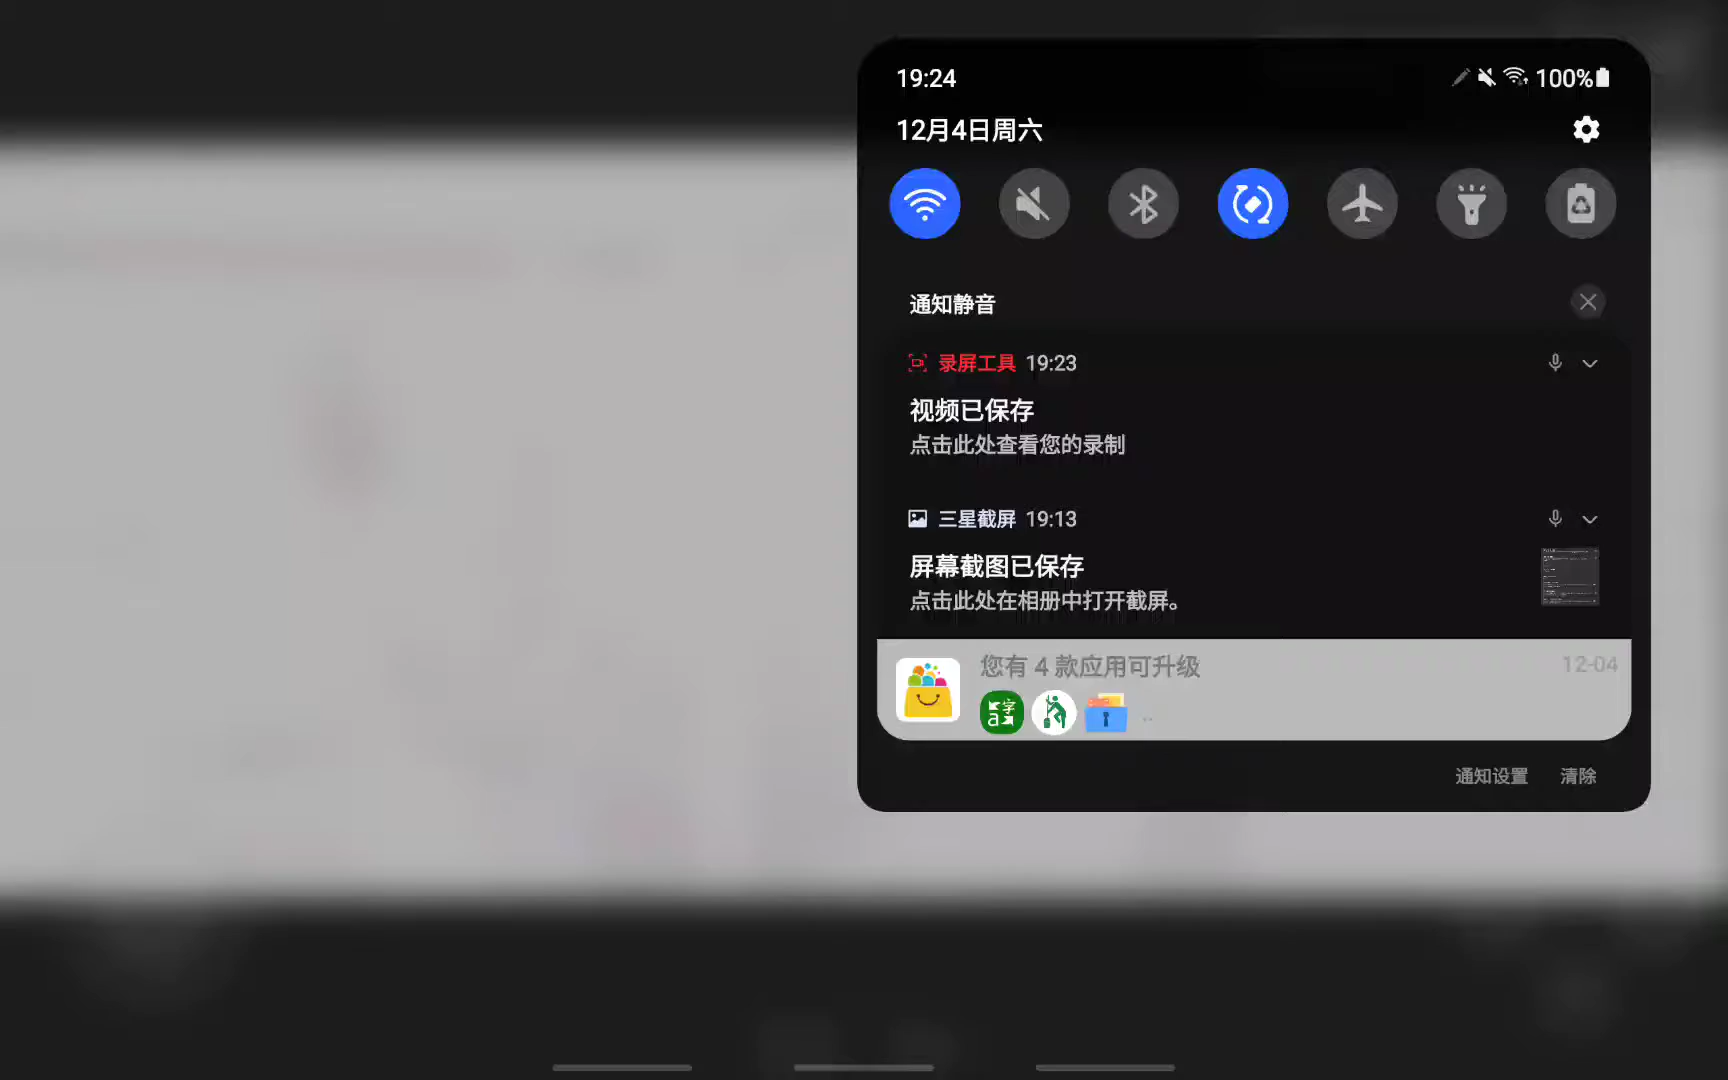 19:24
100%
12月4日周六
通知静音
录屏工具 19:23
视频已保存
点击此处查看您的录制
三星截屏 19:13
屏幕截图已保存
点击此处在相册中打开截屏。
您有 4 款应用可升级
12-04
字
a
..
通知设置
清除